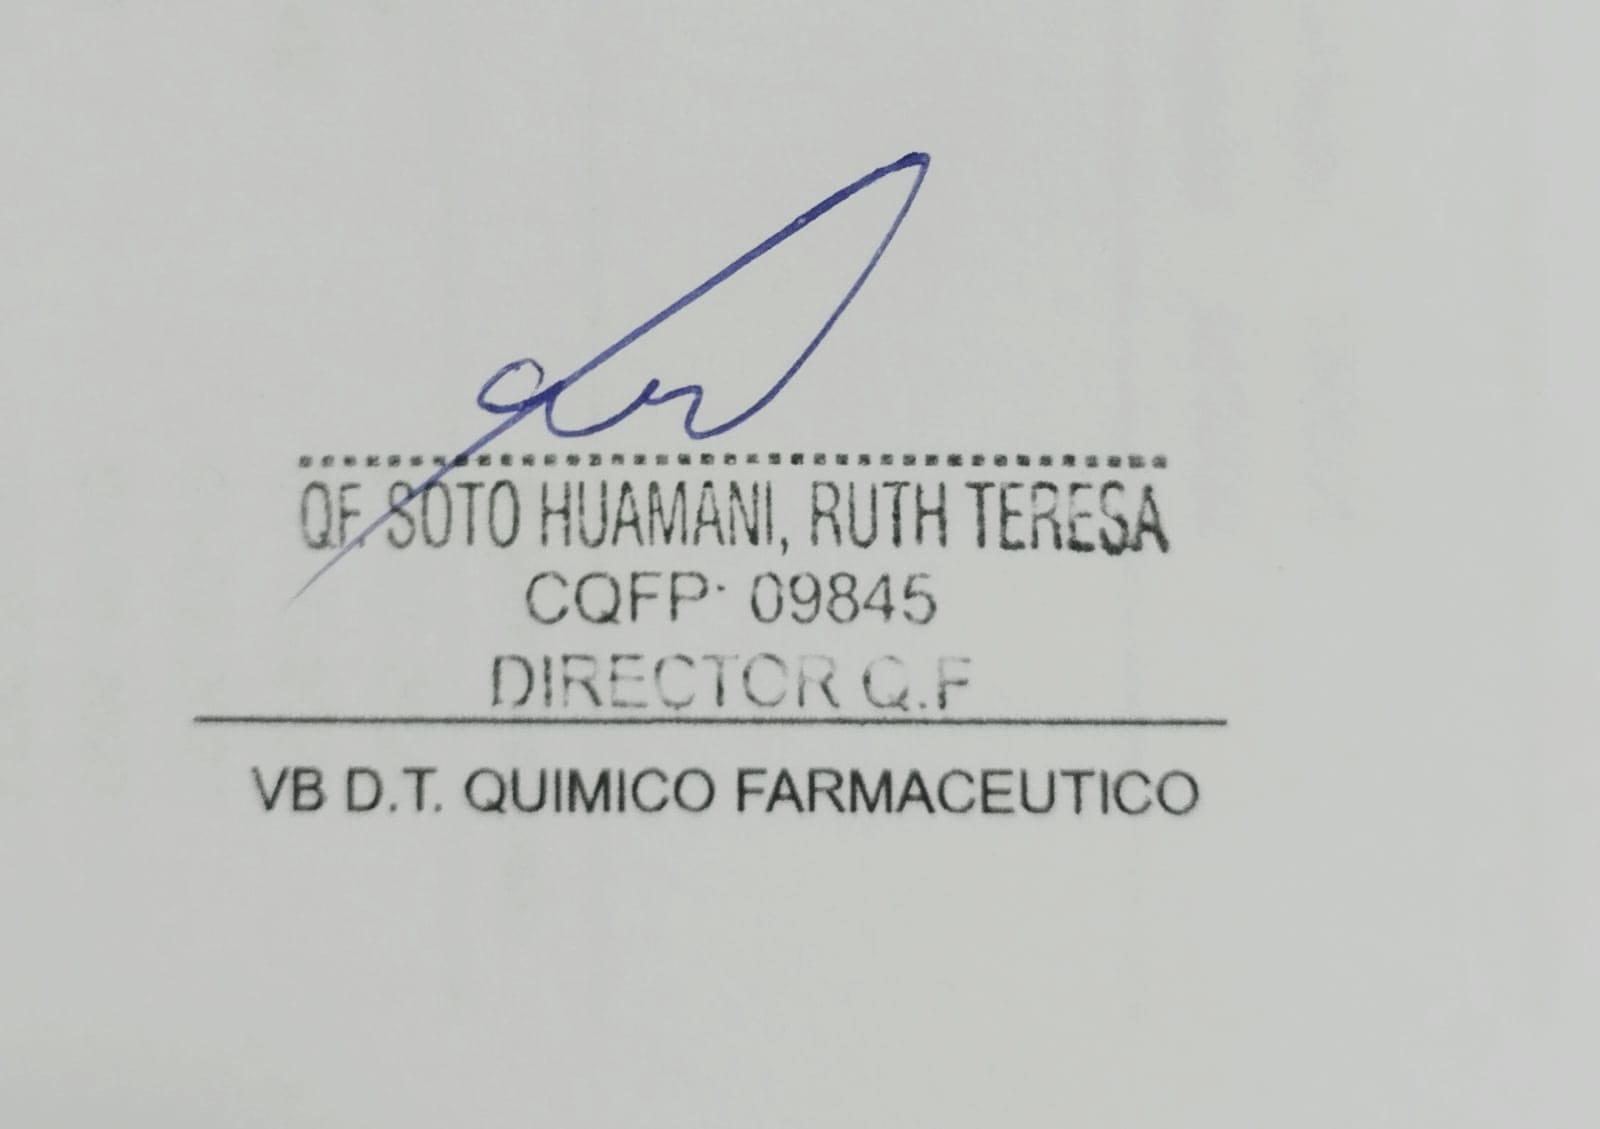 QF. SOTO HUAMANI, RUTH TERESA
CQFP· 09845
DIRECTOR Q.F
VB D.T. QUIMICO FARMACEUTICO